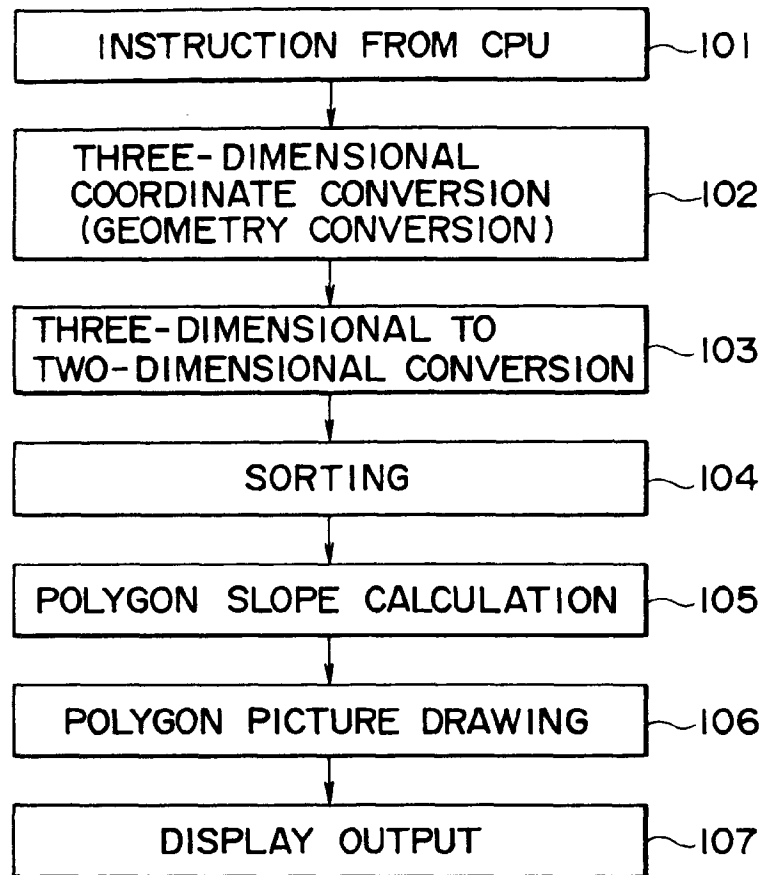 INSTRUCTION FROM CPU 101
THREE-DIMENSIONAL
COORDINATE CONVERSION 102
(GEOMETRY CONVERSION)
THREE-DIMENSIONAL TO
TWO-DIMENSIONAL CONVERSION 103
SORTING 104
POLYGON SLOPE CALCULATION 105
POLYGON PICTURE DRAWING 106
DISPLAY OUTPUT 107